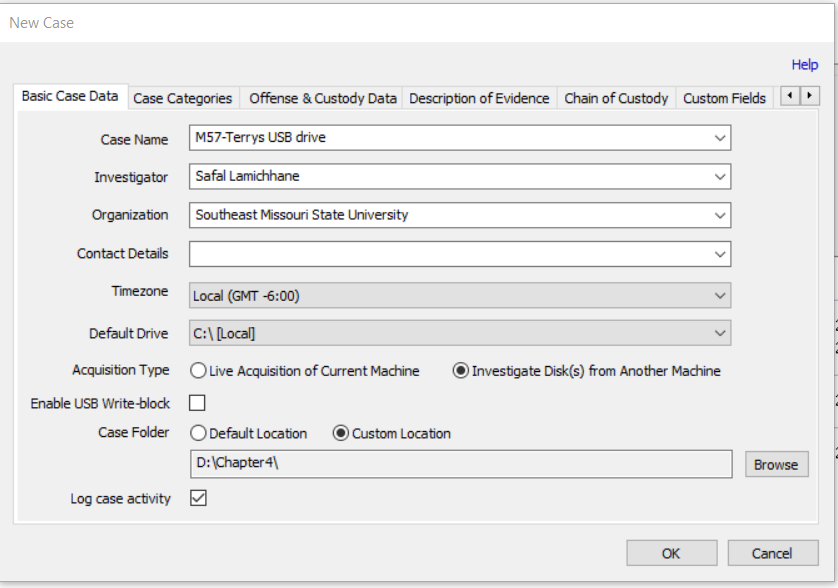 New Case
Help
Basic Case Data Case Categories Offense & Custody Data Description of Evidence Chain of Custody Custom Fields
Case Name M57-Terrys USB drive
Investigator Safal Lamichhane
Organization Southeast Missouri State University
Contact Details
Timezone Local (GMT -6:00)
Default Drive C:\ [Local]
Acquisition Type Live Acquisition of Current Machine Investigate Disk(s) from Another Machine
Enable USB Write-block
Case Folder Default Location Custom Location
D:\Chapter4\ Browse
Log case activity
OK Cancel